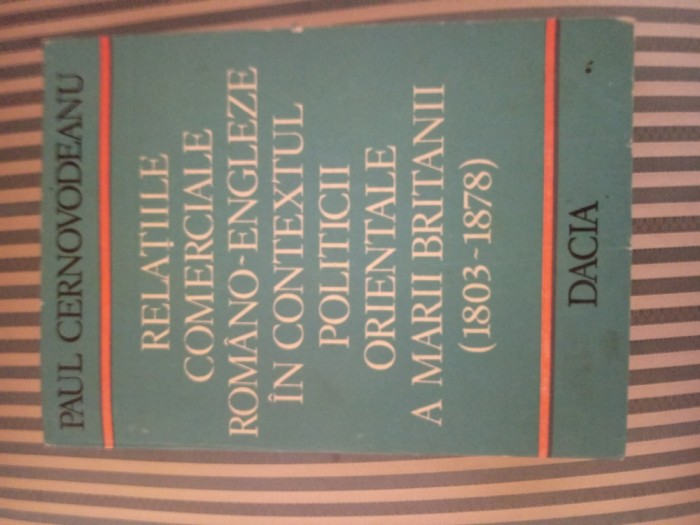 PAUL CERNOVODEANU
RELAȚIILE
COMERCIALE
ROMÂNO-ENGLEZE
ÎN CONTEXTUL
POLITICII
ORIENTALE
A MARII BRITANII
(1803-1878)
DACIA